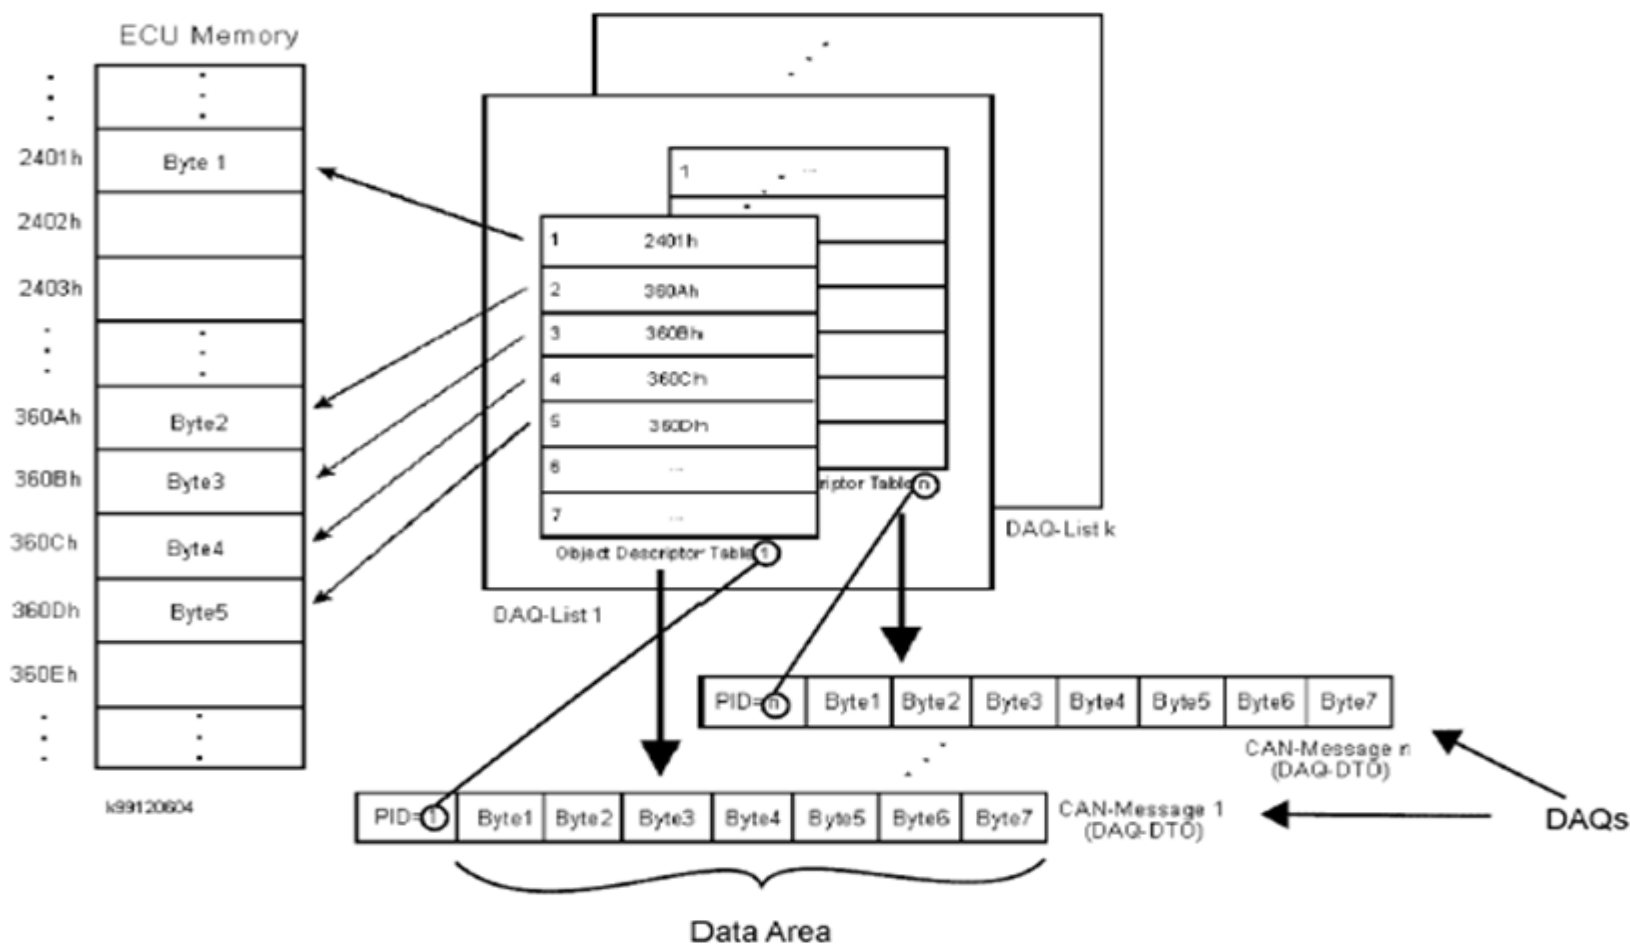 ECU Memory
2401h
Byte 1
2402h
2403h
360Ah
Byte2
360Bh
Byte3
360Ch
Byte4
360Dh
Byte5
360Eh
k99120604
1 ...
1 2401h
2 360Ah
3 360Bh
4 360Ch
5 360Dh
6 ...
7 ...
riptor Table n
Object Descriptor Table 1
DAQ-List k
DAQ-List 1
PID=n Byte1 Byte2 Byte3 Byte4 Byte5 Byte6 Byte7
CAN-Message n
(DAQ-DTO)
PID=1 Byte1 Byte2 Byte3 Byte4 Byte5 Byte6 Byte7
CAN-Message 1
(DAQ-DTO)
DAQs
Data Area